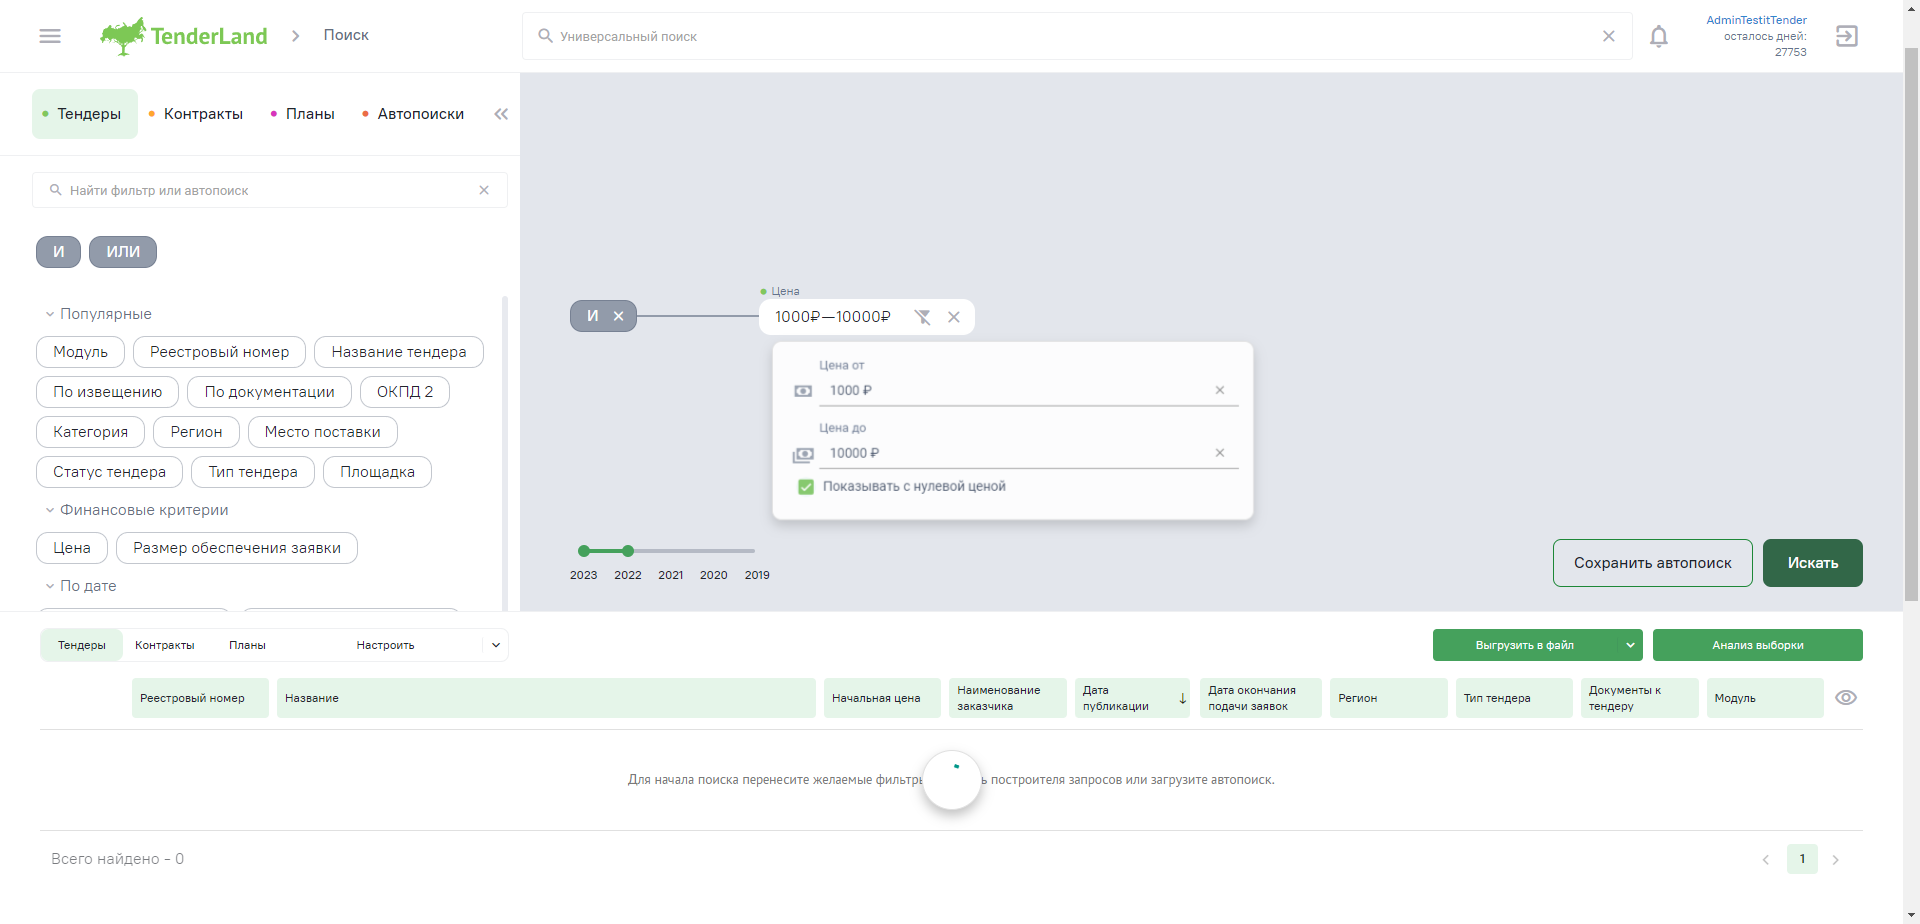 TenderLand
Поиск
Универсальный поиск
AdminTestitTender
осталось дней:
27753
Тендеры
Контракты
Планы
Автопоиски
Найти фильтр или автопоиск
И
ИЛИ
Популярные
Модуль
Реестровый номер
Название тендера
По извещению
По документации
ОКПД 2
Категория
Регион
Место поставки
Статус тендера
Тип тендера
Площадка
Финансовые критерии
Цена
Размер обеспечения заявки
По дате
Цена
И
1000₽—10000₽
Цена от
1000 ₽
Цена до
10000 ₽
Показывать с нулевой ценой
2023 2022 2021 2020 2019
Сохранить автопоиск
Искать
Тендеры
Контракты
Планы
Настроить
Выгрузить в файл
Анализ выборки
Реестровый номер
Название
Начальная цена
Наименование
заказчика
Дата
публикации
Дата окончания
подачи заявок
Регион
Тип тендера
Документы к
тендеру
Модуль
Для начала поиска перенесите желаемые построителя запросов или загрузите автопоиск.
Всего найдено - 0
1